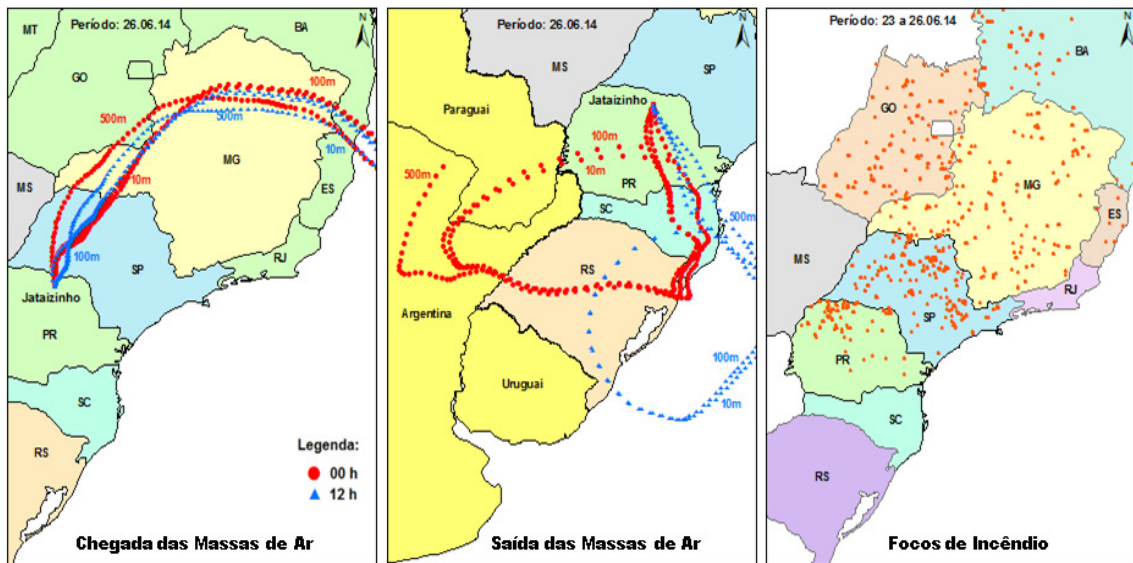 Período: 26.06.14
N
MT
BA
GO
100m
500m
500m
10m
MG
10m
MS
ES
100m
SP
RJ
Jataizinho
PR
SC
RS
Legenda:
00 h
12 h
Chegada das Massas de Ar
Período: 26.06.14
N
MS
SP
Paraguai
Jataizinho
100m
10m
500m
PR
SC
500m
RS
Argentina
100m
Uruguai
10m
Saída das Massas de Ar
Período: 23 a 26.06.14
N
BA
GO
MG
ES
MS
RJ
SP
PR
SC
RS
Focos de Incêndio